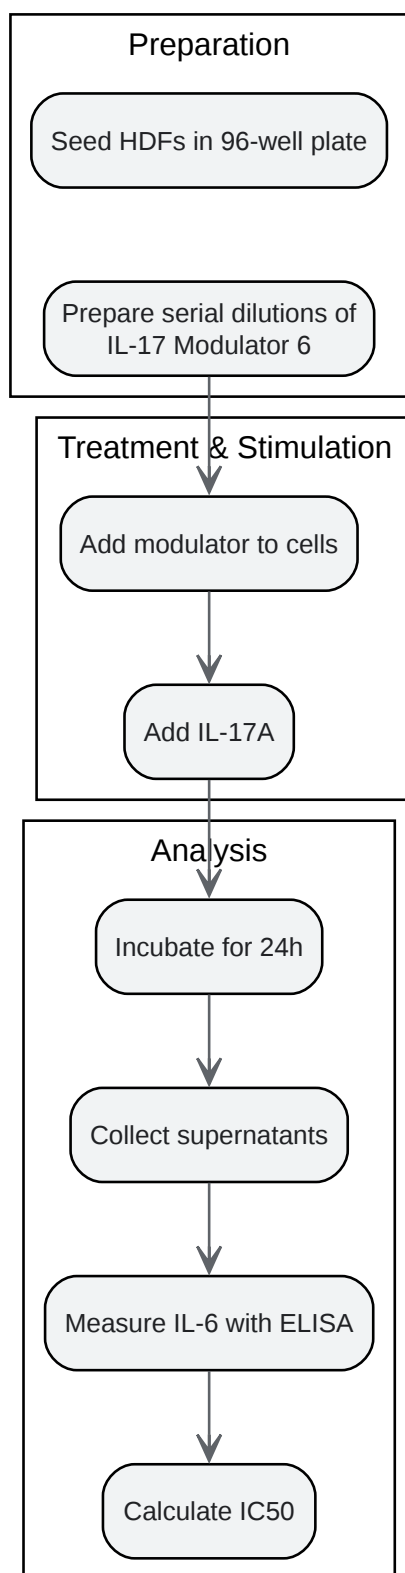 Preparation
Seed HDFs in 96-well plate
Prepare serial dilutions of
IL-17 Modulator 6
Treatment & Stimulation
Add modulator to cells
Add IL-17A
Analysis
Incubate for 24h
Collect supernatants
Measure IL-6 with ELISA
Calculate IC50